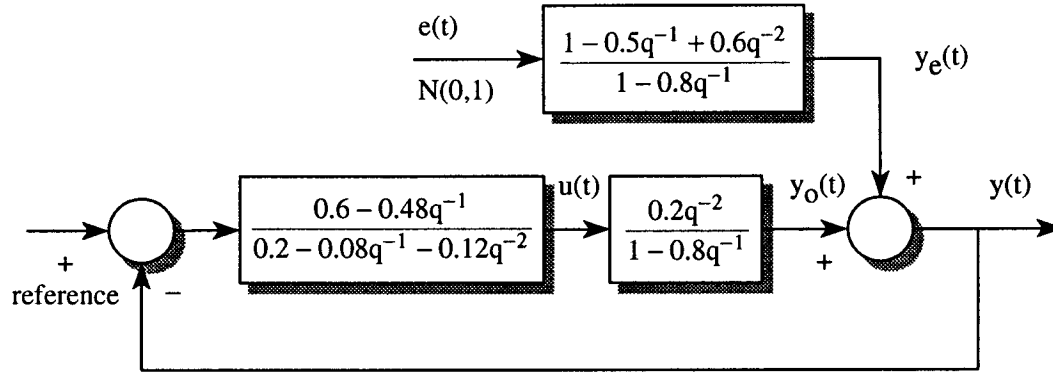 e(t)
N(0,1)
1 − 0.5q⁻¹ + 0.6q⁻²
1 − 0.8q⁻¹
yₑ(t)
0.6 − 0.48q⁻¹
0.2 − 0.08q⁻¹ − 0.12q⁻²
u(t)
0.2q⁻²
1 − 0.8q⁻¹
yₒ(t)
+
y(t)
+
+
reference
−